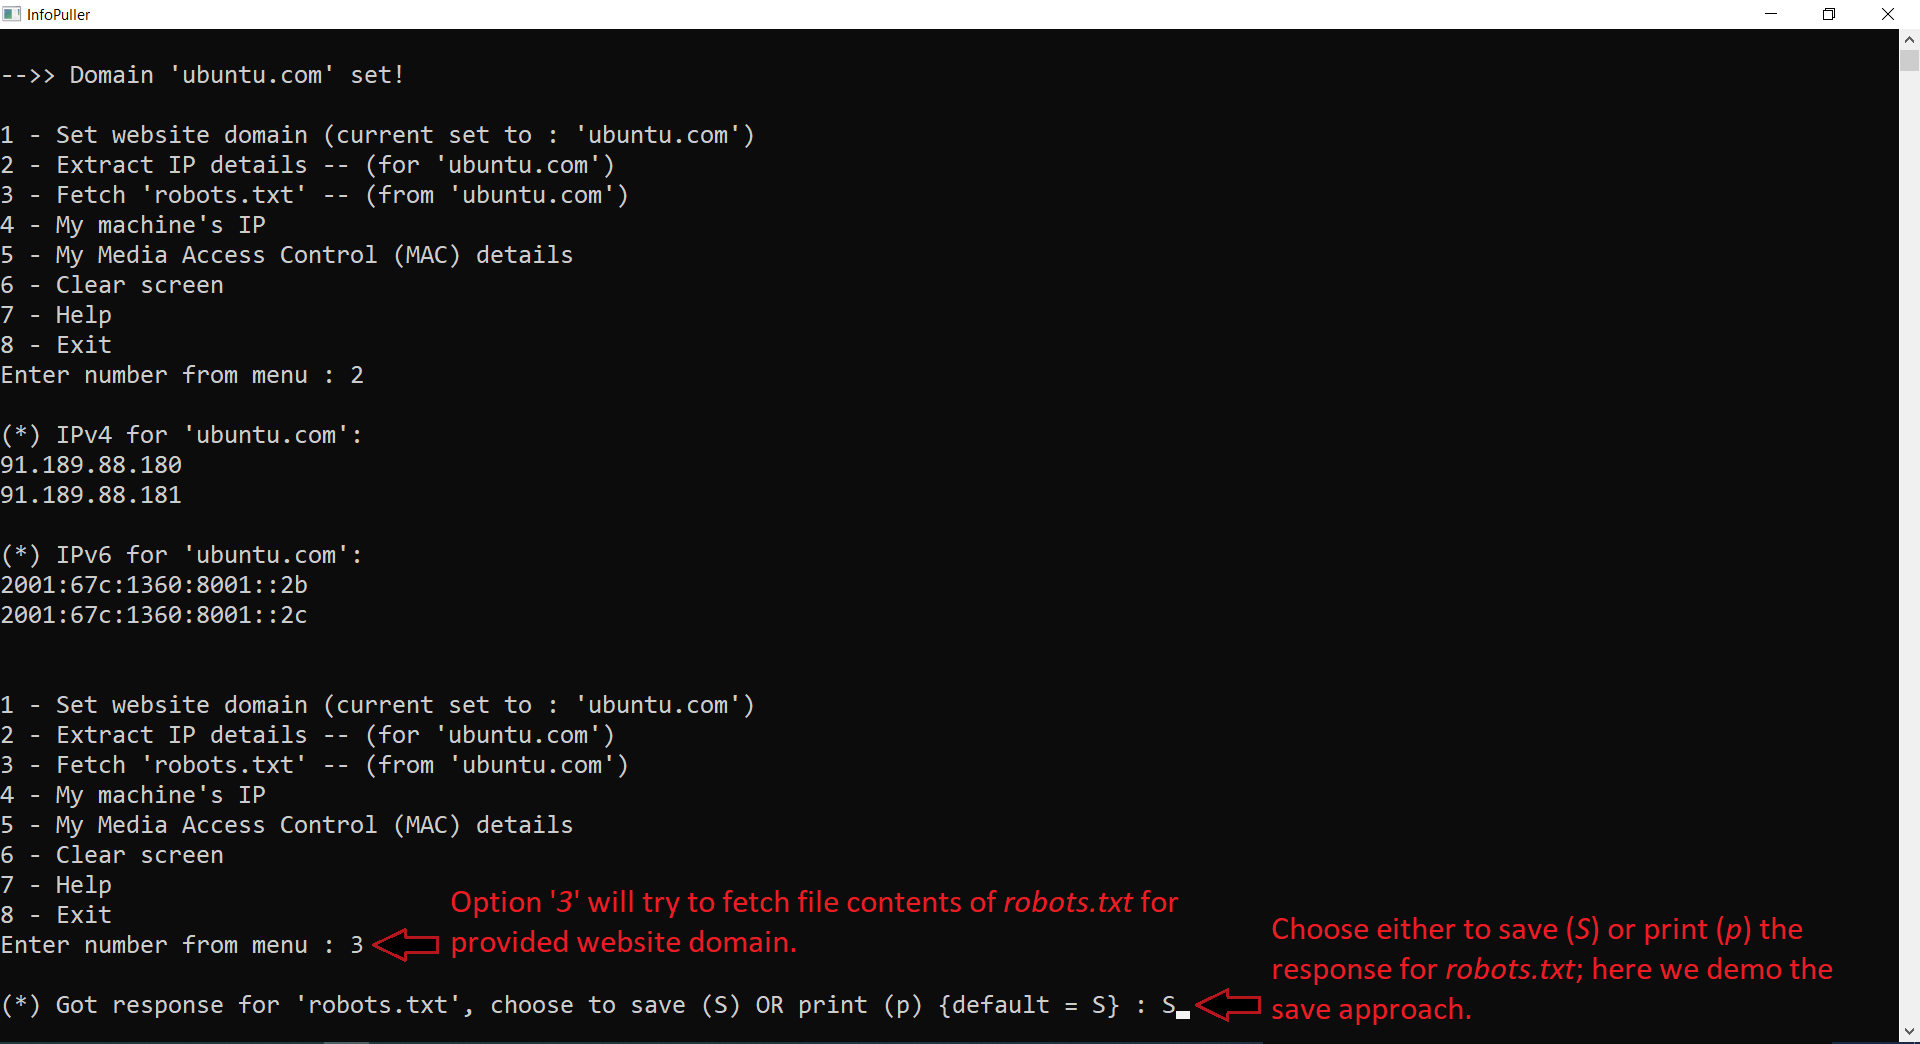 InfoPuller
-->> Domain 'ubuntu.com' set!
1 - Set website domain (current set to : 'ubuntu.com')
2 - Extract IP details -- (for 'ubuntu.com')
3 - Fetch 'robots.txt' -- (from 'ubuntu.com')
4 - My machine's IP
5 - My Media Access Control (MAC) details
6 - Clear screen
7 - Help
8 - Exit
Enter number from menu : 2
(*) IPv4 for 'ubuntu.com':
91.189.88.180
91.189.88.181
(*) IPv6 for 'ubuntu.com':
2001:67c:1360:8001::2b
2001:67c:1360:8001::2c
1 - Set website domain (current set to : 'ubuntu.com')
2 - Extract IP details -- (for 'ubuntu.com')
3 - Fetch 'robots.txt' -- (from 'ubuntu.com')
4 - My machine's IP
5 - My Media Access Control (MAC) details
6 - Clear screen
7 - Help
8 - Exit
Enter number from menu : 3
Option '3' will try to fetch file contents of robots.txt for
provided website domain.
(*) Got response for 'robots.txt', choose to save (S) OR print (p) {default = S} : S
Choose either to save (S) or print (p) the
response for robots.txt; here we demo the
save approach.